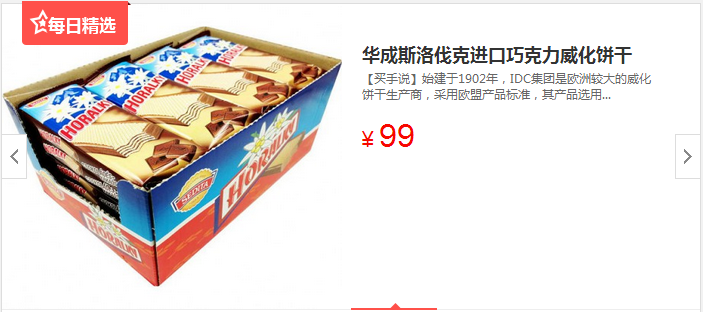 每日精选
华成斯洛伐克进口巧克力威化饼干
【买手说】始建于1902年，IDC集团是欧洲较大的威化
饼干生产商，采用欧盟产品标准，其产品选用...
¥ 99
HORALKY
SEDITA
HORALKY